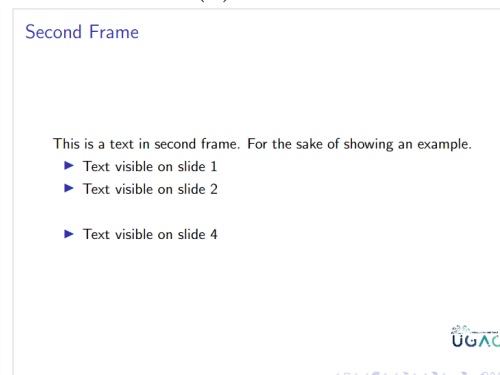 Second Frame
This is a text in second frame. For the sake of showing an example.
Text visible on slide 1
Text visible on slide 2
Text visible on slide 4
UGAC